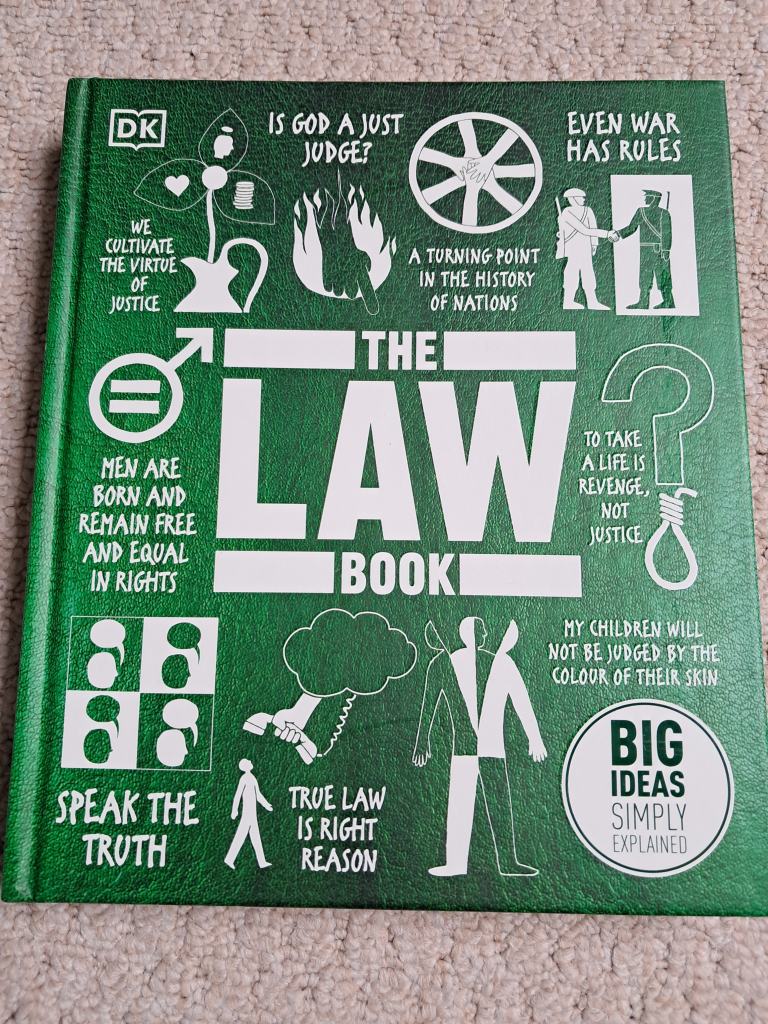 DK
IS GOD A JUST
JUDGE?
EVEN WAR
HAS RULES
WE
CULTIVATE
THE VIRTUE
OF
JUSTICE
A TURNING POINT
IN THE HISTORY
OF NATIONS
THE
LAW
BOOK
MEN ARE
BORN AND
REMAIN FREE
AND EQUAL
IN RIGHTS
TO TAKE
A LIFE IS
REVENGE,
NOT
JUSTICE
MY CHILDREN WILL
NOT BE JUDGED BY THE
COLOUR OF THEIR SKIN
SPEAK THE
TRUTH
TRUE LAW
IS RIGHT
REASON
BIG
IDEAS
SIMPLY
EXPLAINED